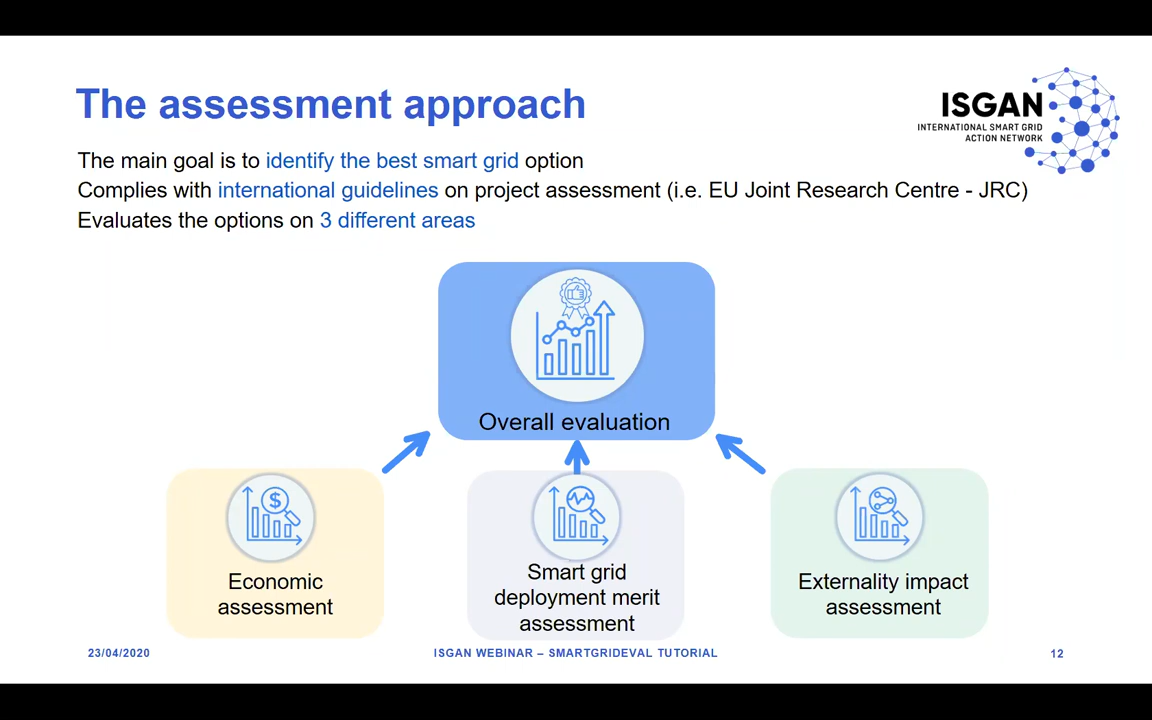 The assessment approach
ISGAN
INTERNATIONAL SMART GRID
ACTION NETWORK
The main goal is to identify the best smart grid option
Complies with international guidelines on project assessment (i.e. EU Joint Research Centre - JRC)
Evaluates the options on 3 different areas
Overall evaluation
$
Economic
assessment
Smart grid
deployment merit
assessment
Externality impact
assessment
23/04/2020
ISGAN WEBINAR – SMARTGRIDEVAL TUTORIAL
12